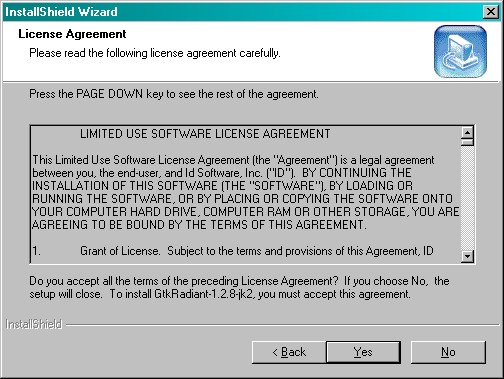 InstallShield Wizard
License Agreement
Please read the following license agreement carefully.
Press the PAGE DOWN key to see the rest of the agreement.
LIMITED USE SOFTWARE LICENSE AGREEMENT
This Limited Use Software License Agreement (the "Agreement") is a legal agreement
between you, the end-user, and Id Software, Inc. ("ID"). BY CONTINUING THE
INSTALLATION OF THIS SOFTWARE (THE "SOFTWARE"), BY LOADING OR
RUNNING THE SOFTWARE, OR BY PLACING OR COPYING THE SOFTWARE ONTO
YOUR COMPUTER HARD DRIVE, COMPUTER RAM OR OTHER STORAGE, YOU ARE
AGREEING TO BE BOUND BY THE TERMS OF THIS AGREEMENT.
1. Grant of License. Subject to the terms and provisions of this Agreement, ID
Do you accept all the terms of the preceding License Agreement? If you choose No, the
setup will close. To install GtkRadiant-1.2.8-jk2, you must accept this agreement.
InstallShield
< Back Yes No